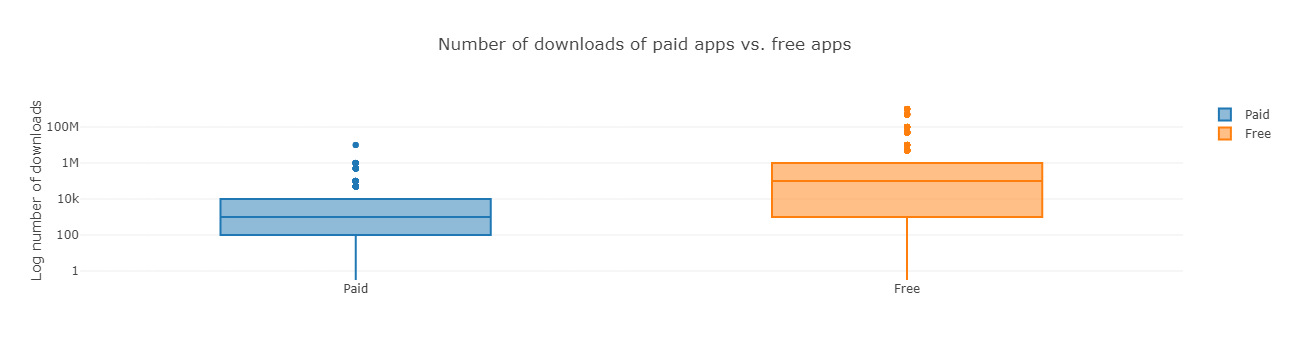 Number of downloads of paid apps vs. free apps
Log number of downloads
100M
1M
10k
100
1
Paid
Free
Paid
Free